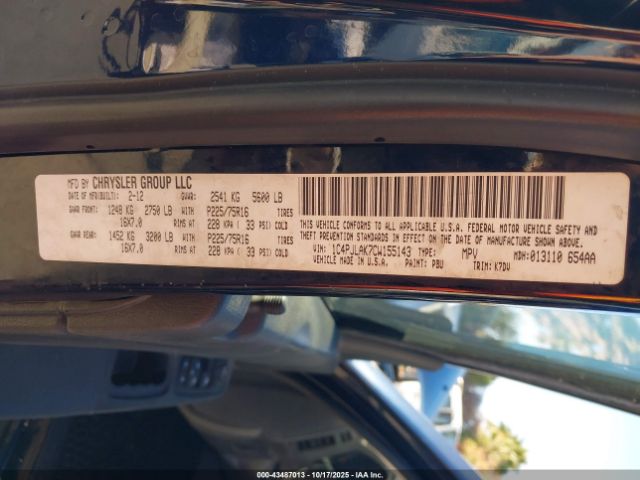 MFD BY CHRYSLER GROUP LLC
DATE OF MFR(BUILT): 2-12 GVWR: 2541 KG 5600 LB
GAWR FRONT: 1248 KG 2750 LB WITH P225/75R16 TIRES
16X7.0 RIMS AT 228 KPA( 33 PSI) COLD
GAWR REAR: 1452 KG 3200 LB WITH P225/75R16 TIRES
16X7.0 RIMS AT 228 KPA( 33 PSI) COLD
THIS VEHICLE CONFORMS TO ALL APPLICABLE U.S.A. FEDERAL MOTOR VEHICLE SAFETY AND
THEFT PREVENTION STANDARDS IN EFFECT ON THE DATE OF MANUFACTURE SHOWN ABOVE.
VIN: 1C4PJLAK7CW155143 TYPE: MPV MDH: 013110 654AA
VEHICLE MADE IN U.S.A. PAINT: PBU TRIM: K7DV
000-43487013 - 10/17/2025 - IAAI.COM